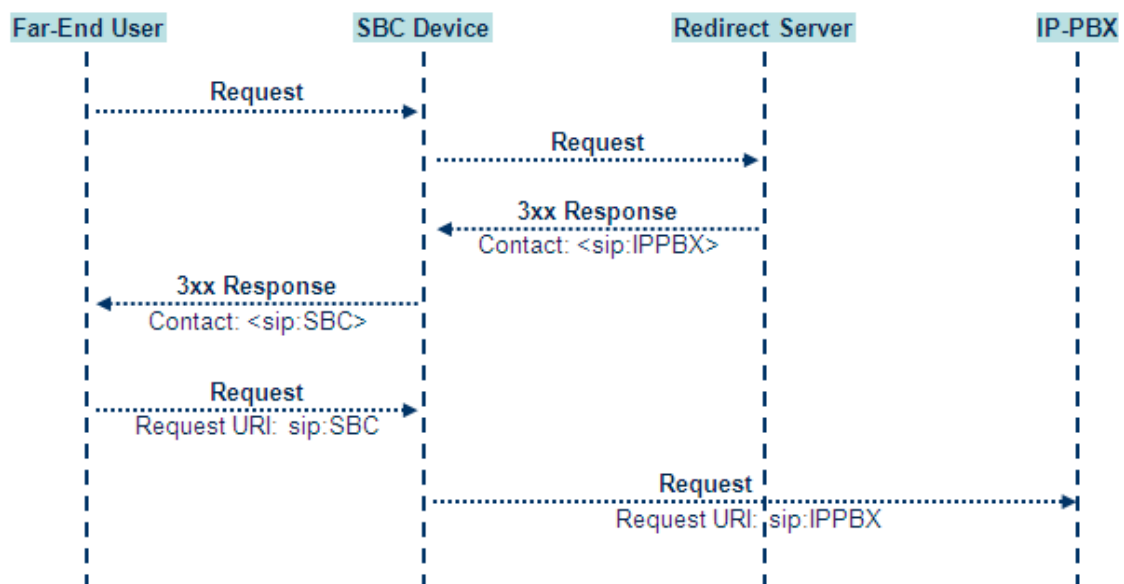 Far-End User
SBC Device
Redirect Server
IP-PBX
Request
Request
3xx Response
Contact: <sip:IPPBX>
3xx Response
Contact: <sip:SBC>
Request
Request URI: sip:SBC
Request
Request URI: sip:IPPBX